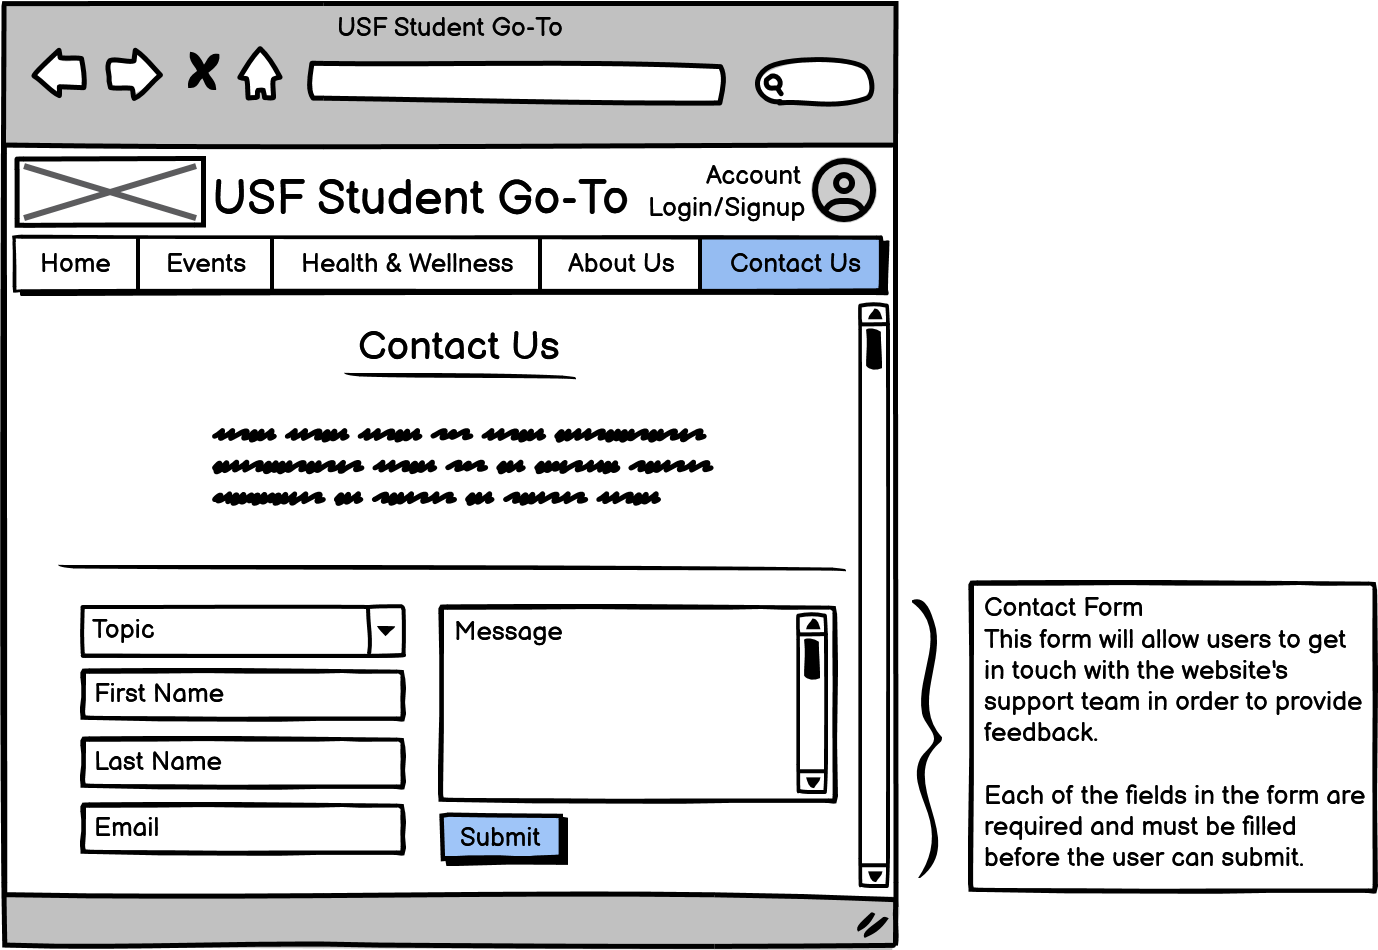 USF Student Go-To
USF Student Go-To
Account
Login/Signup
Home
Events
Health & Wellness
About Us
Contact Us
Contact Us
Topic
First Name
Last Name
Email
Message
Submit
Contact Form
This form will allow users to get
in touch with the website's
support team in order to provide
feedback.
Each of the fields in the form are
required and must be filled
before the user can submit.